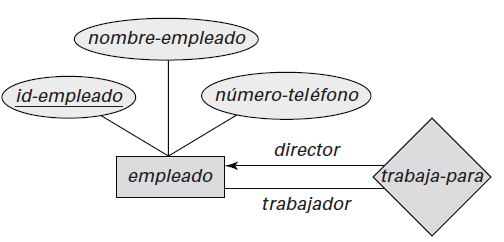 nombre-empleado
id-empleado
número-teléfono
director
empleado
trabaja-para
trabajador